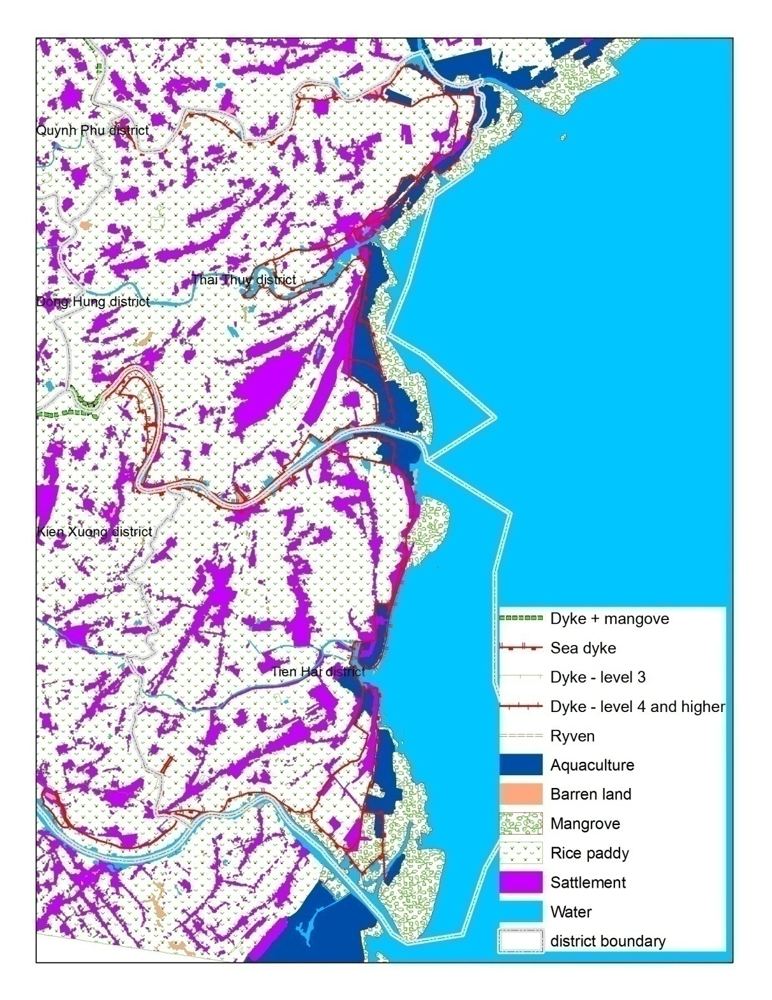 Quynh Phu district
Thai Thuy district
Dong Hung district
Kien Xuong district
Dyke + mangove
Sea dyke
Tien Hai district
Dyke - level 3
Dyke - level 4 and higher
Ryven
Aquaculture
Barren land
Mangrove
Rice paddy
Sattlement
Water
district boundary